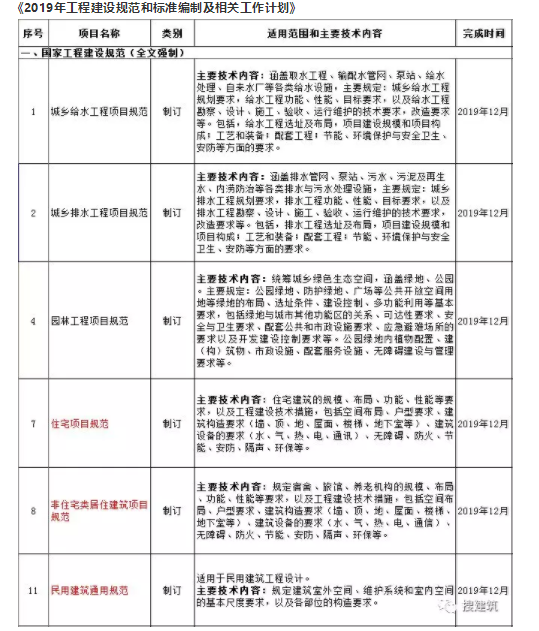 《2019年工程建设规范和标准编制及相关工作计划》
序号 项目名称 类别 适用范围和主要技术内容 完成时间
一、国家工程建设规范（全文强制）
1 城乡给水工程项目规范 制订 主要技术内容：涵盖取水工程、输配水管网、泵站、给水处理、自来水厂等各类给水设施，主要规定：城乡给水工程规划要求，给水工程功能、性能、目标要求，以及给水工程勘察、设计、施工、验收、运行维护的技术要求，改造要求等。包括，给水工程选址及布局，项目建设规模和项目构成；工艺和装备；配套工程；节能、环境保护与安全卫生、安防等方面的要求。 2019年12月
2 城乡排水工程项目规范 制订 主要技术内容：涵盖排水管网、泵站、污水、污泥及再生水、内涝防治等各类排水与污水处理设施，主要规定：城乡排水工程规划要求，排水工程功能、性能、目标要求，以及排水工程勘察、设计、施工、验收、运行维护的技术要求，改造要求等。包括，排水工程选址及布局，项目建设规模和项目构成；工艺和装备；配套工程；节能、环境保护与安全卫生、安防等方面的要求。 2019年12月
4 园林工程项目规范 制订 主要技术内容：统筹城乡绿色生态空间，涵盖绿地、公园。主要规定：公园绿地、防护绿地、广场等公共开放空间用地等绿地的布局、选址条件、建设控制、多功能利用等基本要求，包括绿地与城市其他功能区的关系、可达性要求、安全与卫生要求、配套公共和市政设施要求、应急避难场所的要求以及开发建设控制要求等。公园绿地内植物配置、建（构）筑物、市政设施、配套服务设施、无障碍建设与管理要求等。 2019年12月
7 住宅项目规范 制订 主要技术内容：住宅建筑的规模、布局、功能、性能等要求，以及工程建设技术措施，包括空间布局、户型要求、建筑构造要求（墙、顶、地、屋面、楼梯、地下室等）、建筑设备的要求（水、气、热、电、通讯）、无障碍、防火、节能、安防、隔声、环保等。 2019年12月
8 非住宅类居住建筑项目规范 制订 主要技术内容：规定宿舍、旅馆、养老机构的规模、布局、功能、性能等要求，以及工程建设技术措施，包括空间布局、户型要求、建筑构造要求（墙、顶、地、屋面、楼梯、地下室等）、建筑设备的要求（水、气、热、电、通信）、无障碍、防火、节能、安防、隔声、环保等。 2019年12月
11 民用建筑通用规范 制订 适用于民用建筑工程设计。
主要技术内容：规定建筑室外空间、维护系统和室内空间的基本尺度要求，以及各部位的构造要求。 2019年12月
搜建筑